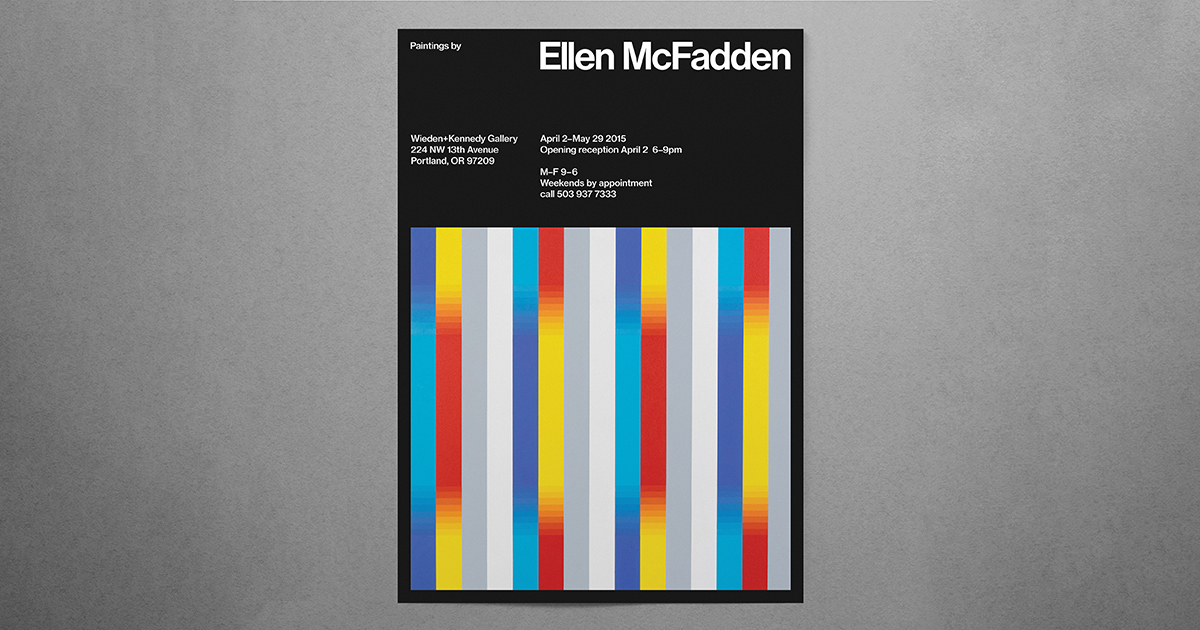 Paintings by
Ellen McFadden
Wieden+Kennedy Gallery
224 NW 13th Avenue
Portland, OR 97209
April 2–May 29 2015
Opening reception April 2 6–9pm
M–F 9–6
Weekends by appointment
call 503 937 7333